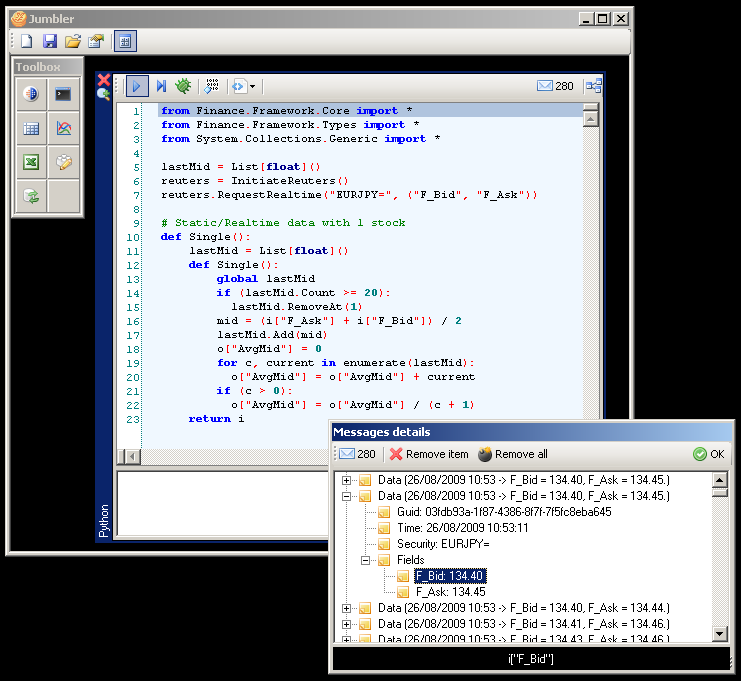 Jumbler
Toolbox
280
1 from Finance.Framework.Core import *
2 from Finance.Framework.Types import *
3 from System.Collections.Generic import *
4
5 lastMid = List[float]()
6 reuters = InitiateReuters()
7 reuters.RequestRealtime("EURJPY=", ("F_Bid", "F_Ask"))
8
9 # Static/Realtime data with 1 stock
10 def Single():
11 lastMid = List[float]()
12 def Single():
13 global lastMid
14 if (lastMid.Count >= 20):
15 lastMid.RemoveAt(1)
16 mid = (i["F_Ask"] + i["F_Bid"]) / 2
17 lastMid.Add(mid)
18 o["AvgMid"] = 0
19 for c, current in enumerate(lastMid):
20 o["AvgMid"] = o["AvgMid"] + current
21 if (c > 0):
22 o["AvgMid"] = o["AvgMid"] / (c + 1)
23 return i
Python
Messages details
280 Remove item Remove all OK
Data (26/08/2009 10:53 -> F_Bid = 134.40, F_Ask = 134.45.)
Data (26/08/2009 10:53 -> F_Bid = 134.40, F_Ask = 134.45.)
Guid: 03fdb93a-1f87-4386-8f7f-7f5fc8eba645
Time: 26/08/2009 10:53:11
Security: EURJPY=
Fields
F_Bid: 134.40
F_Ask: 134.45
Data (26/08/2009 10:53 -> F_Bid = 134.40, F_Ask = 134.44.)
Data (26/08/2009 10:53 -> F_Bid = 134.41, F_Ask = 134.46.)
Data (26/08/2009 10:53 -> F_Bid = 134.43, F_Ask = 134.46.)
i["F_Bid"]